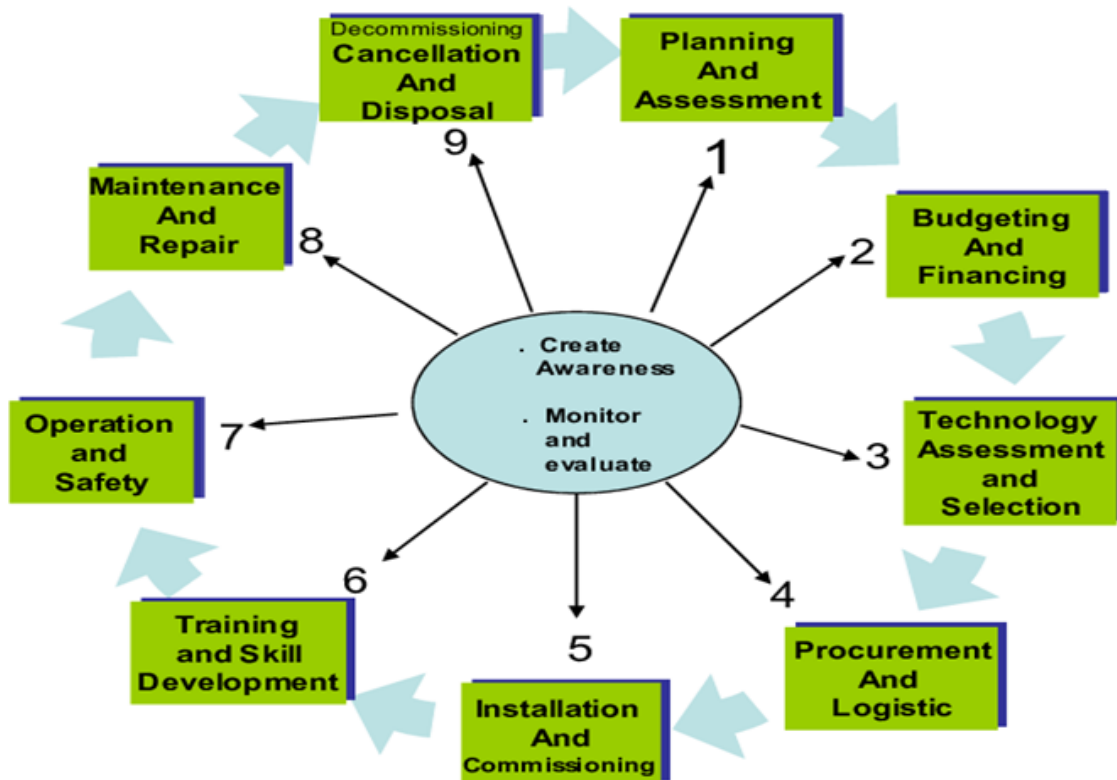 Decommissioning
Cancellation
And
Disposal
9
Planning
And
Assessment
1
Budgeting
And
Financing
2
Technology
Assessment
and
Selection
3
Procurement
And
Logistic
4
Installation
And
Commissioning
5
Training
and Skill
Development
6
Operation
and
Safety
7
Maintenance
And
Repair
8
. Create
Awareness
. Monitor
and
evaluate